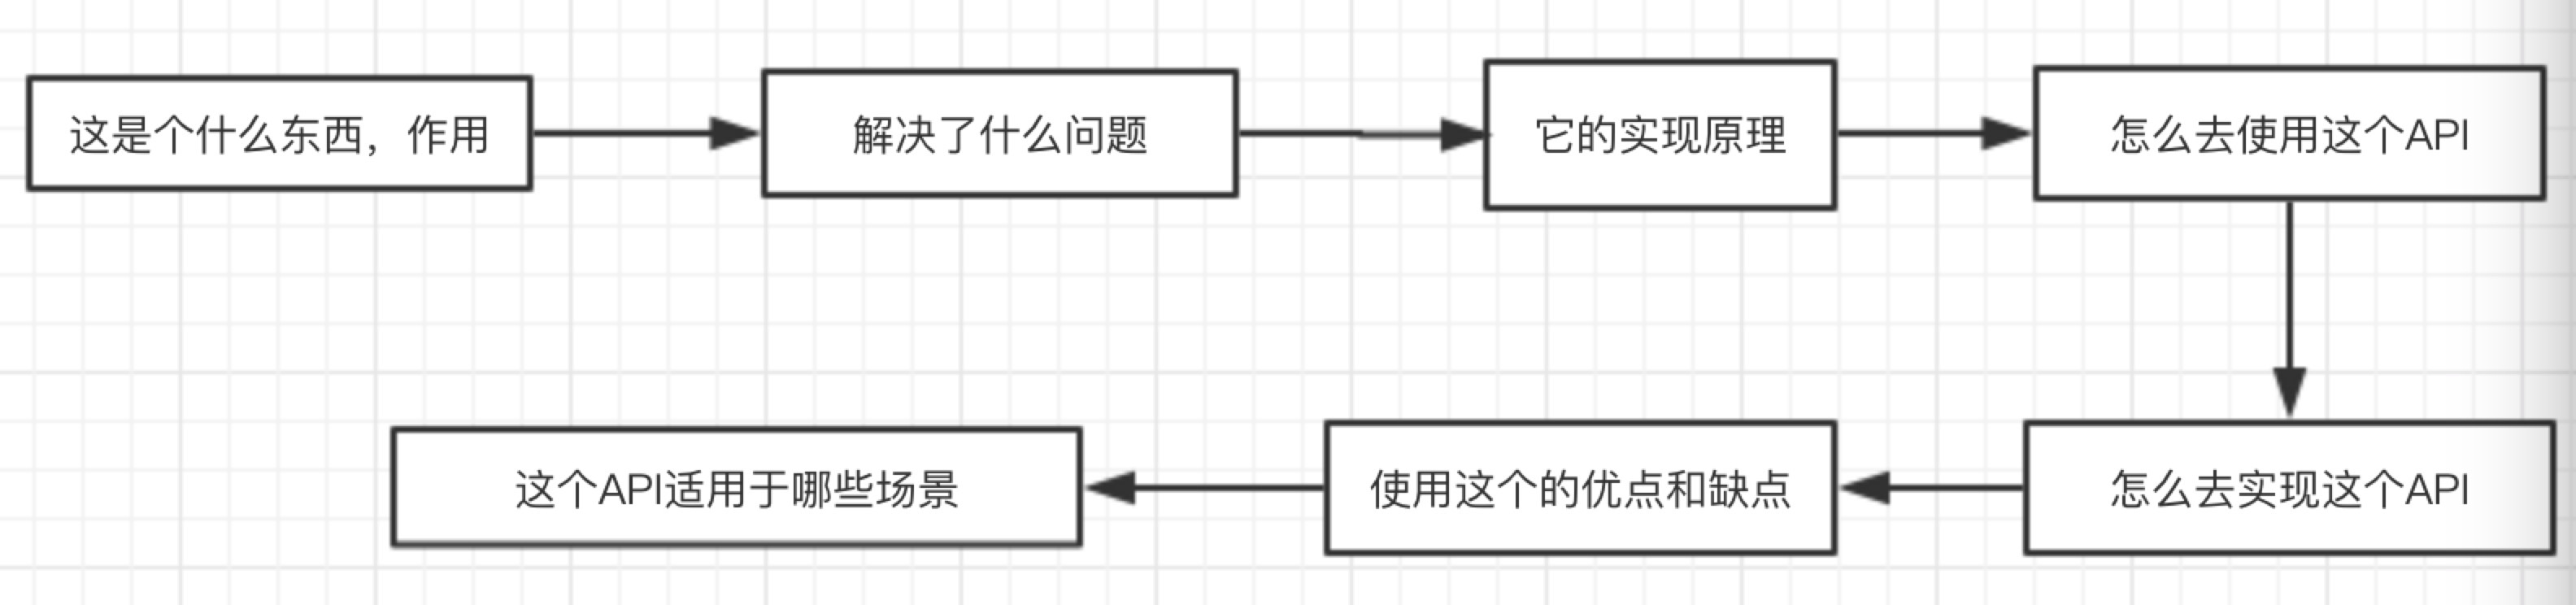 这是个什么东西，作用
解决了什么问题
它的实现原理
怎么去使用这个API
怎么去实现这个API
使用这个的优点和缺点
这个API适用于哪些场景